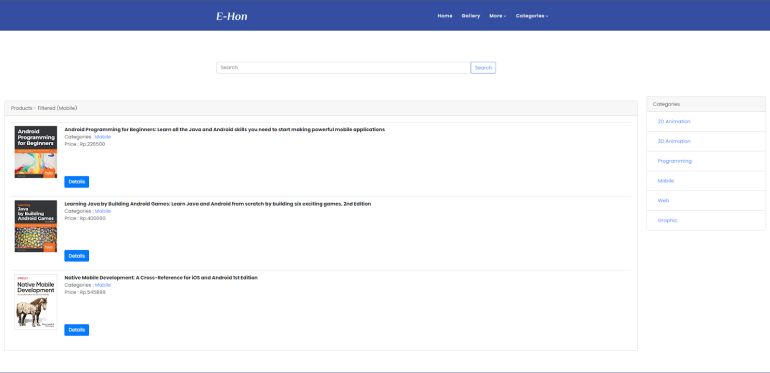 E-Hon
Home Gallery More Categories
Search Search
Products - Filtered (Mobile)
Android
Programming
for Beginners
Android Programming for Beginners: Learn all the Java and Android skills you need to start making powerful mobile applications
Categories : Mobile
Price : Rp.226500
Details
Java
by Building
Android Games
Learning Java by Building Android Games: Learn Java and Android from scratch by building six exciting games, 2nd Edition
Categories : Mobile
Price : Rp.400000
Details
Native Mobile
Development
Native Mobile Development: A Cross-Reference for iOS and Android 1st Edition
Categories : Mobile
Price : Rp.545899
Details
Categories
2D Animation
3D Animation
Programming
Mobile
Web
Graphic